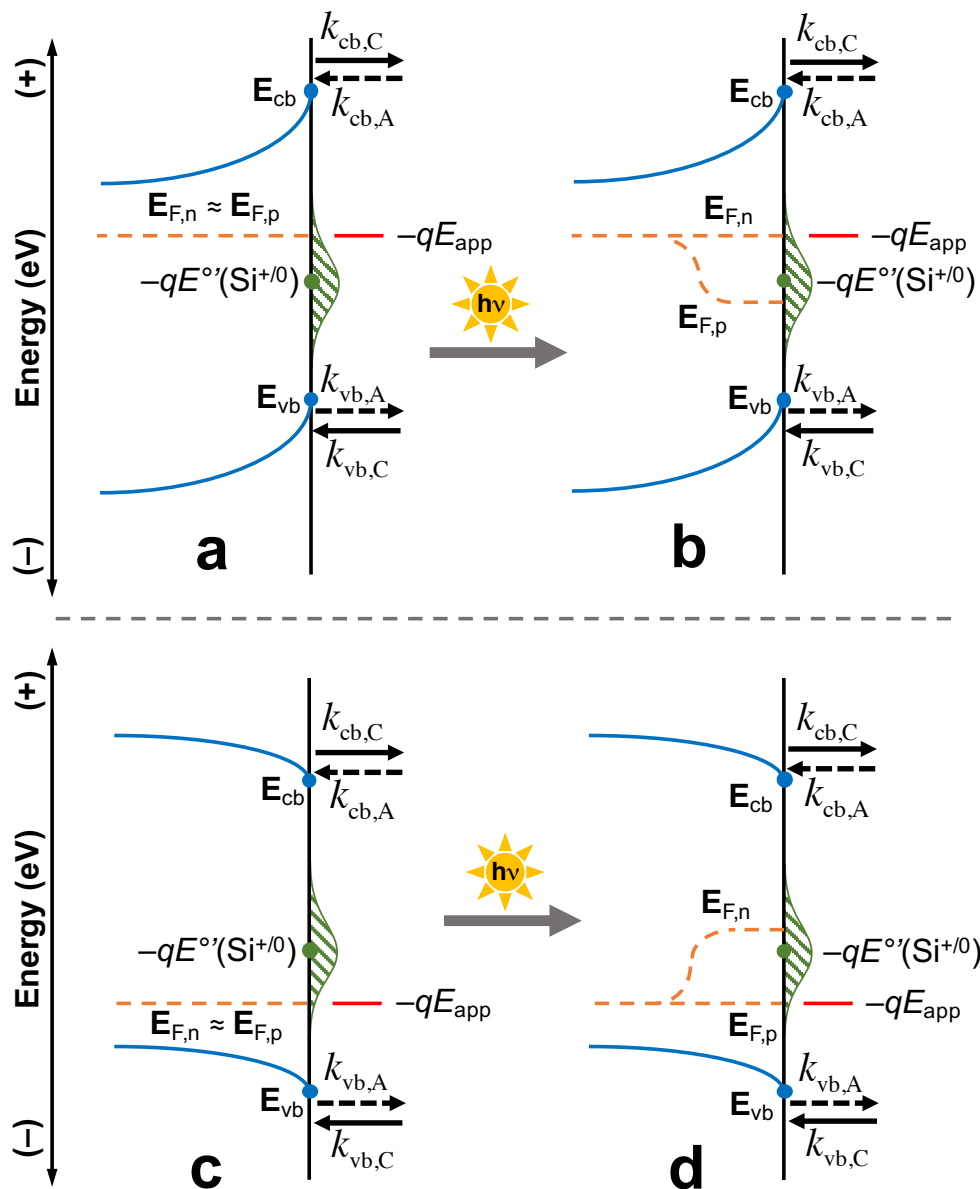 k_cb,C
k_cb,A
E_cb
E_F,n ≈ E_F,p
–qE_app
–qE°'(Si^+/0)
E_vb
k_vb,A
k_vb,C
a
hν
k_cb,C
k_cb,A
E_cb
E_F,n
–qE_app
–qE°'(Si^+/0)
E_F,p
E_vb
k_vb,A
k_vb,C
b
(+)
Energy (eV)
(–)
k_cb,C
E_cb
k_cb,A
–qE°'(Si^+/0)
–qE_app
E_F,n ≈ E_F,p
E_vb
k_vb,A
k_vb,C
c
hν
k_cb,C
E_cb
k_cb,A
E_F,n
–qE°'(Si^+/0)
–qE_app
E_F,p
E_vb
k_vb,A
k_vb,C
d
(+)
Energy (eV)
(–)